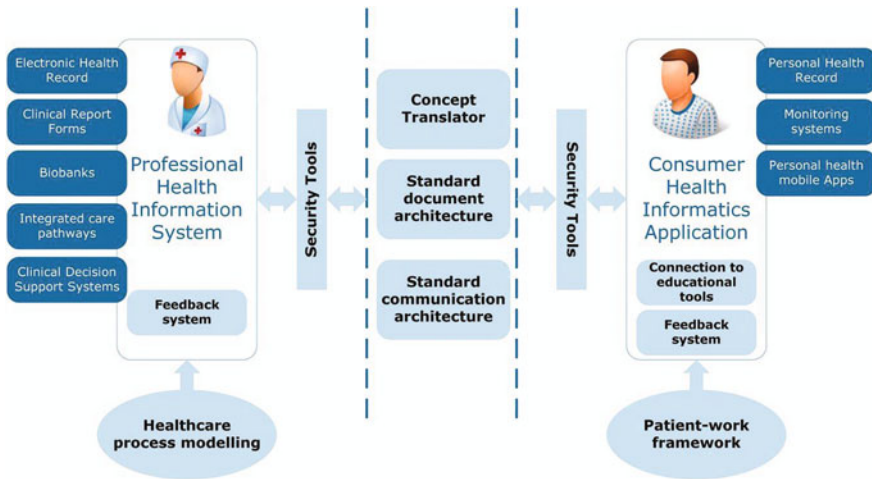 Electronic Health
Record
Clinical Report
Forms
Biobanks
Integrated care
pathways
Clinical Decision
Support Systems
Professional
Health
Information
System
Feedback
system
Healthcare
process modelling
Security Tools
Concept
Translator
Standard
document
architecture
Standard
communication
architecture
Security Tools
Consumer
Health
Informatics
Application
Connection to
educational
tools
Feedback
system
Patient-work
framework
Personal Health
Record
Monitoring
systems
Personal health
mobile Apps